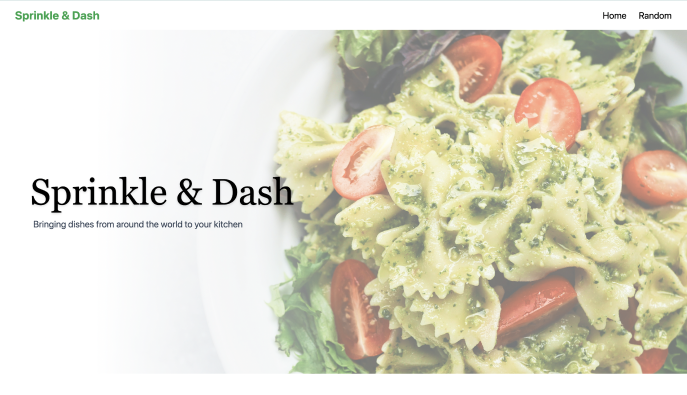 Sprinkle & Dash
Home Random
Sprinkle & Dash
Bringing dishes from around the world to your kitchen